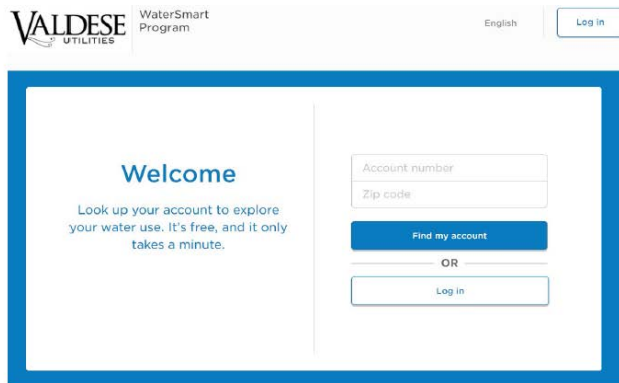 VALDESE
UTILITIES
WaterSmart
Program
English
Log in
Welcome
Look up your account to explore
your water use. It's free, and it only
takes a minute.
Account number
Zip code
Find my account
OR
Log in